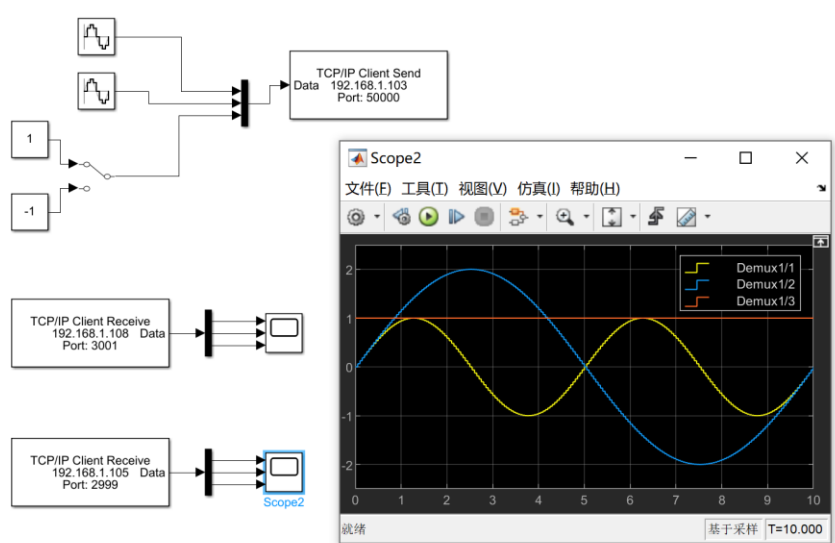 TCP/IP Client Send
Data 192.168.1.103
Port: 50000
1
-1
TCP/IP Client Receive
192.168.1.108 Data
Port: 3001
TCP/IP Client Receive
192.168.1.105 Data
Port: 2999
Scope2
Scope2
文件(F) 工具(T) 视图(V) 仿真(I) 帮助(H)
Demux1/1
Demux1/2
Demux1/3
2
1
0
-1
-2
0 1 2 3 4 5 6 7 8 9 10
就绪
基于采样 T=10.000